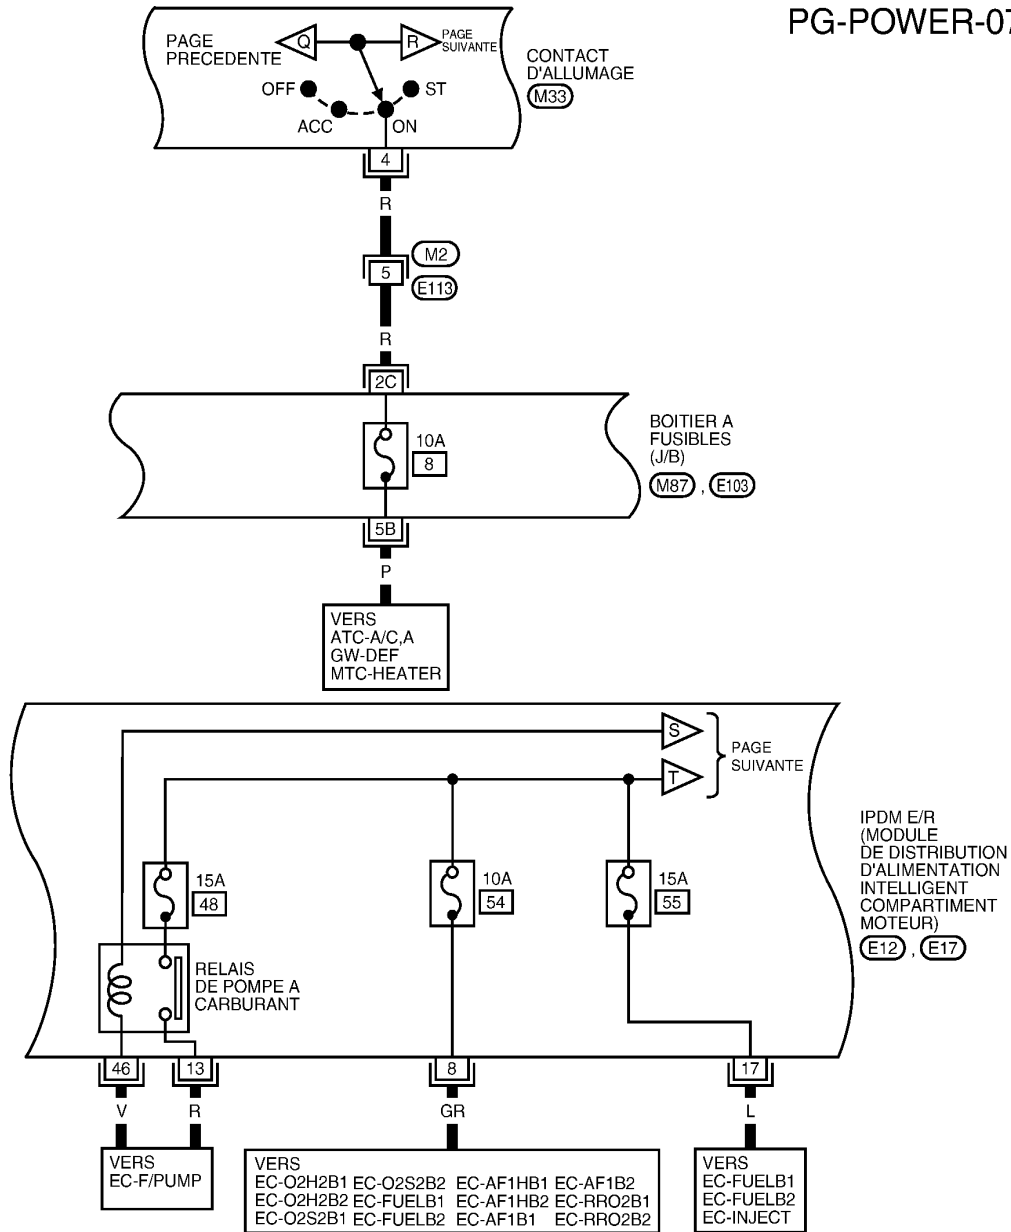 PG-POWER-07
PAGE
PRECEDENTE
Q
R
PAGE
SUIVANTE
OFF
ST
ACC
ON
CONTACT
D'ALLUMAGE
M33
4
R
M2
5
E113
R
2C
10A
8
BOITIER A
FUSIBLES
(J/B)
M87 , E103
5B
P
VERS
ATC-A/C,A
GW-DEF
MTC-HEATER
S
T
PAGE
SUIVANTE
15A
48
10A
54
15A
55
IPDM E/R
(MODULE
DE DISTRIBUTION
D'ALIMENTATION
INTELLIGENT
COMPARTIMENT
MOTEUR)
E12 , E17
RELAIS
DE POMPE A
CARBURANT
46 13 8 17
V R GR L
VERS
EC-F/PUMP
VERS
EC-O2H2B1 EC-O2S2B2 EC-AF1HB1 EC-AF1B2
EC-O2H2B2 EC-FUELB1 EC-AF1HB2 EC-RRO2B1
EC-O2S2B1 EC-FUELB2 EC-AF1B1 EC-RRO2B2
VERS
EC-FUELB1
EC-FUELB2
EC-INJECT